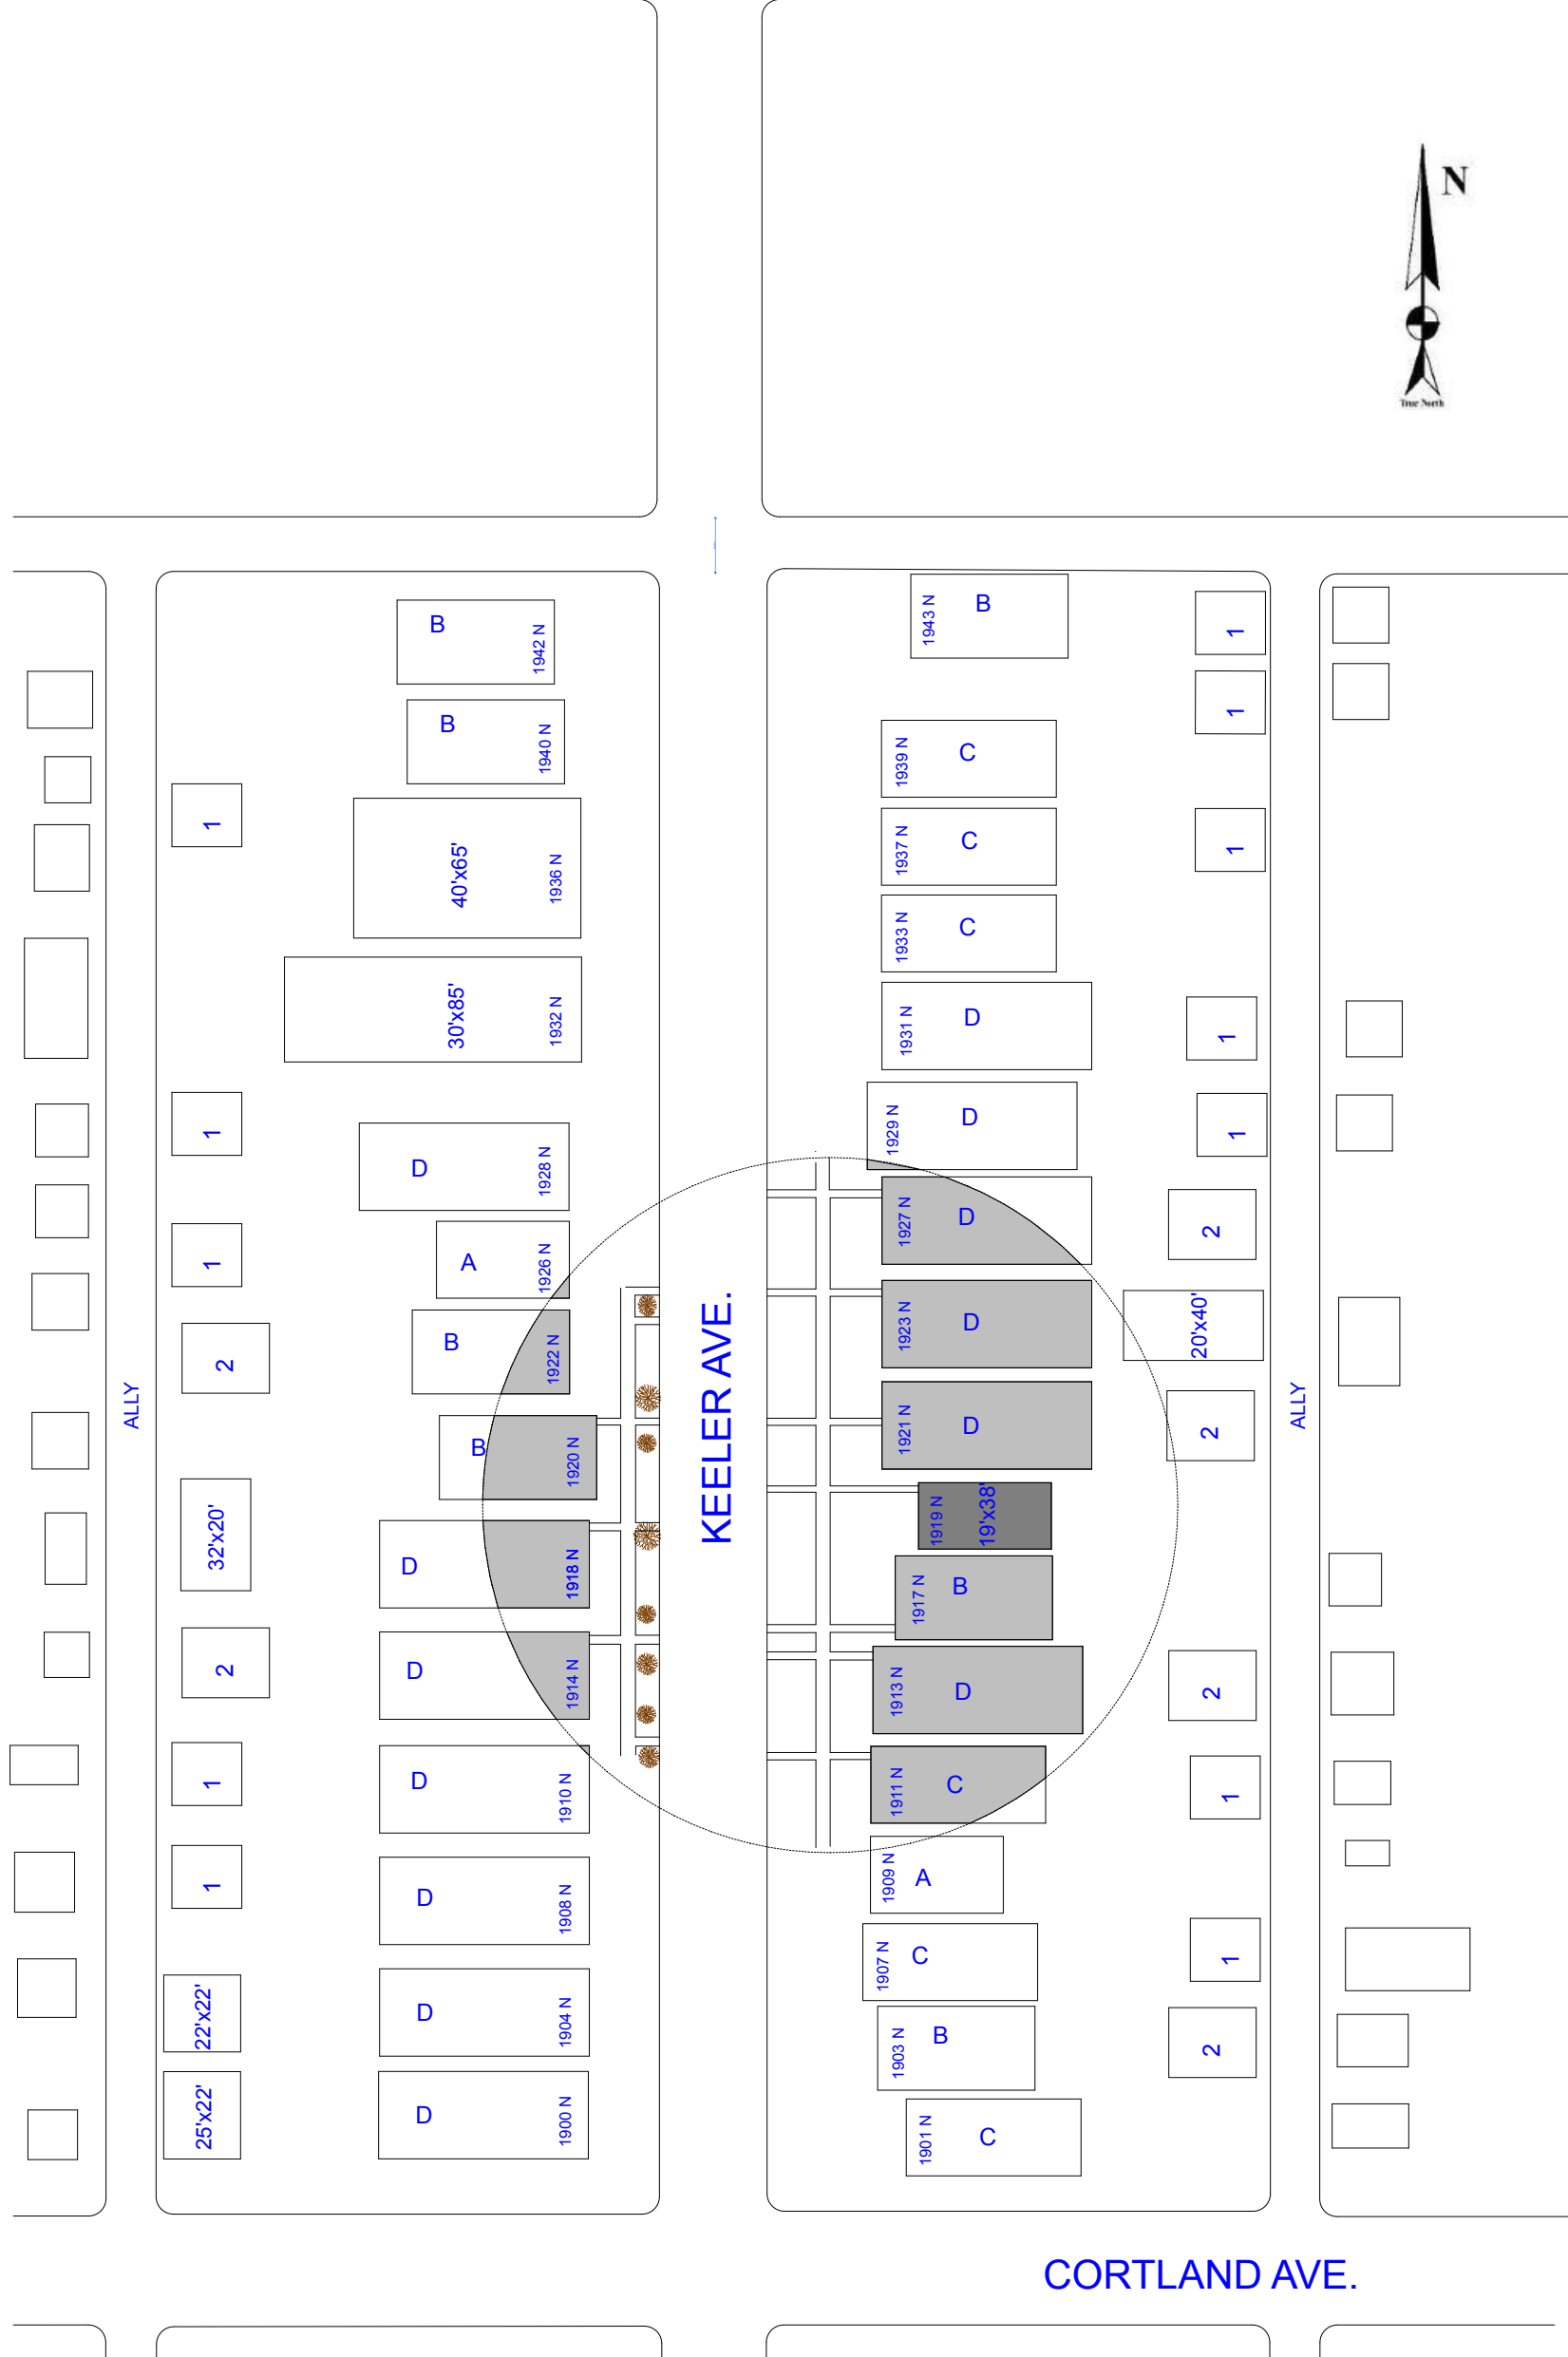 N
True North
B
1942 N
B
1940 N
1
40'x65'
1936 N
30'x85'
1932 N
1
D
1928 N
1
A
1926 N
2
B
1922 N
ALLY
B
1920 N
32'x20'
D
1918 N
2
D
1914 N
1
D
1910 N
1
D
1908 N
22'x22'
D
1904 N
25'x22'
D
1900 N
KEELER AVE.
1943 N
B
1
1
1939 N
C
1937 N
C
1
1933 N
C
1931 N
D
1
1929 N
D
1
1927 N
D
2
1923 N
D
20'x40'
1921 N
D
2
ALLY
1919 N
19'x38'
1917 N
B
1913 N
D
2
1911 N
C
1
1909 N
A
1907 N
C
1
1903 N
B
2
1901 N
C
CORTLAND AVE.